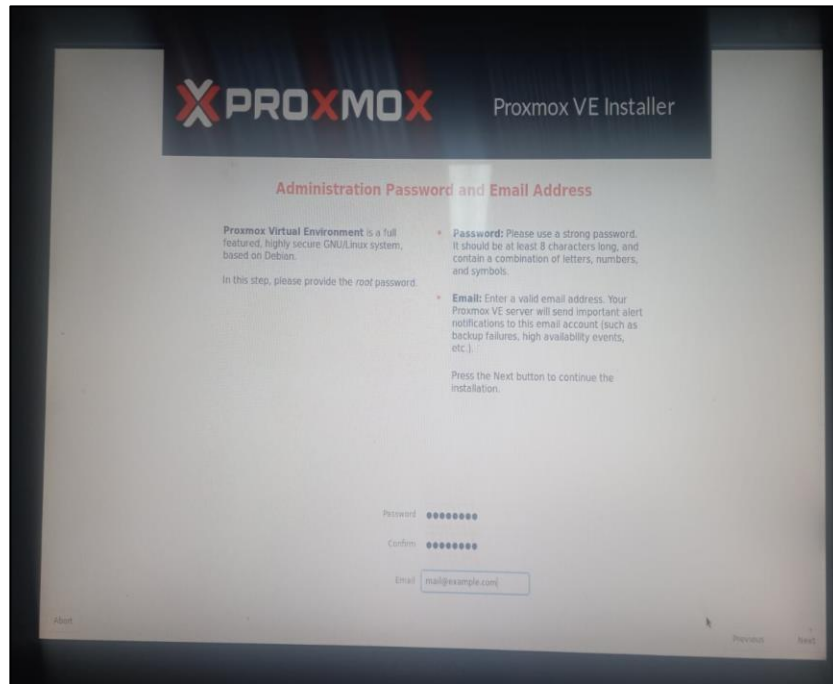 PROXMOX
Proxmox VE Installer
Administration Password and Email Address
Proxmox Virtual Environment is a full
featured, highly secure GNU/Linux system,
based on Debian.
In this step, please provide the root password.
Password: Please use a strong password.
It should be at least 8 characters long, and
contain a combination of letters, numbers,
and symbols.
Email: Enter a valid email address. Your
Proxmox VE server will send important alert
notifications to this email account (such as
backup failures, high availability events,
etc.).
Press the Next button to continue the
installation.
Password ●●●●●●●●
Confirm ●●●●●●●●
Email mail@example.com
Abort
Previous
Next